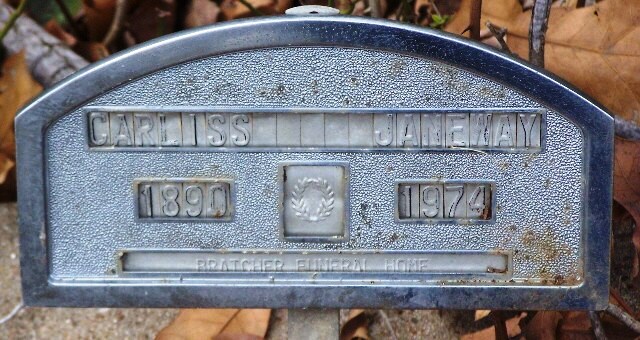 CARLISS JANEWAY
1890 1974
BRATCHER FUNERAL HOME